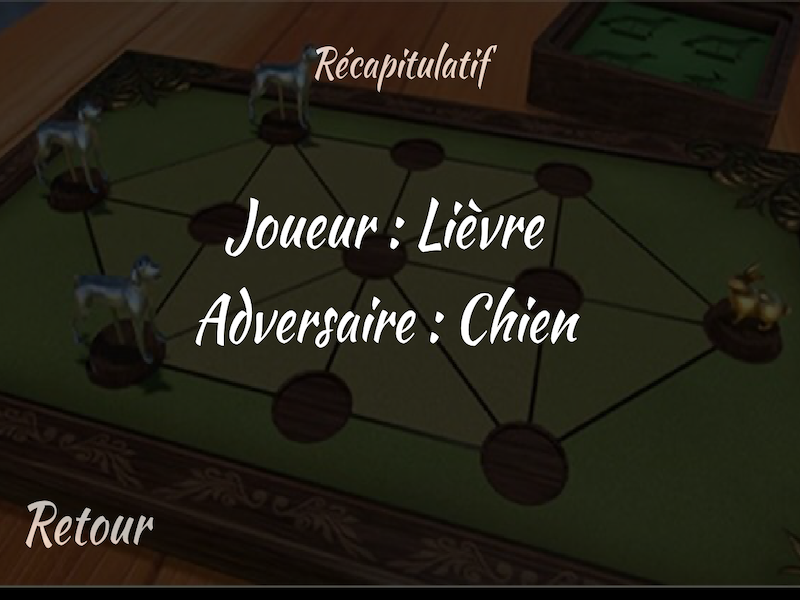 Récapitulatif
Joueur : Lièvre
Adversaire : Chien
Retour